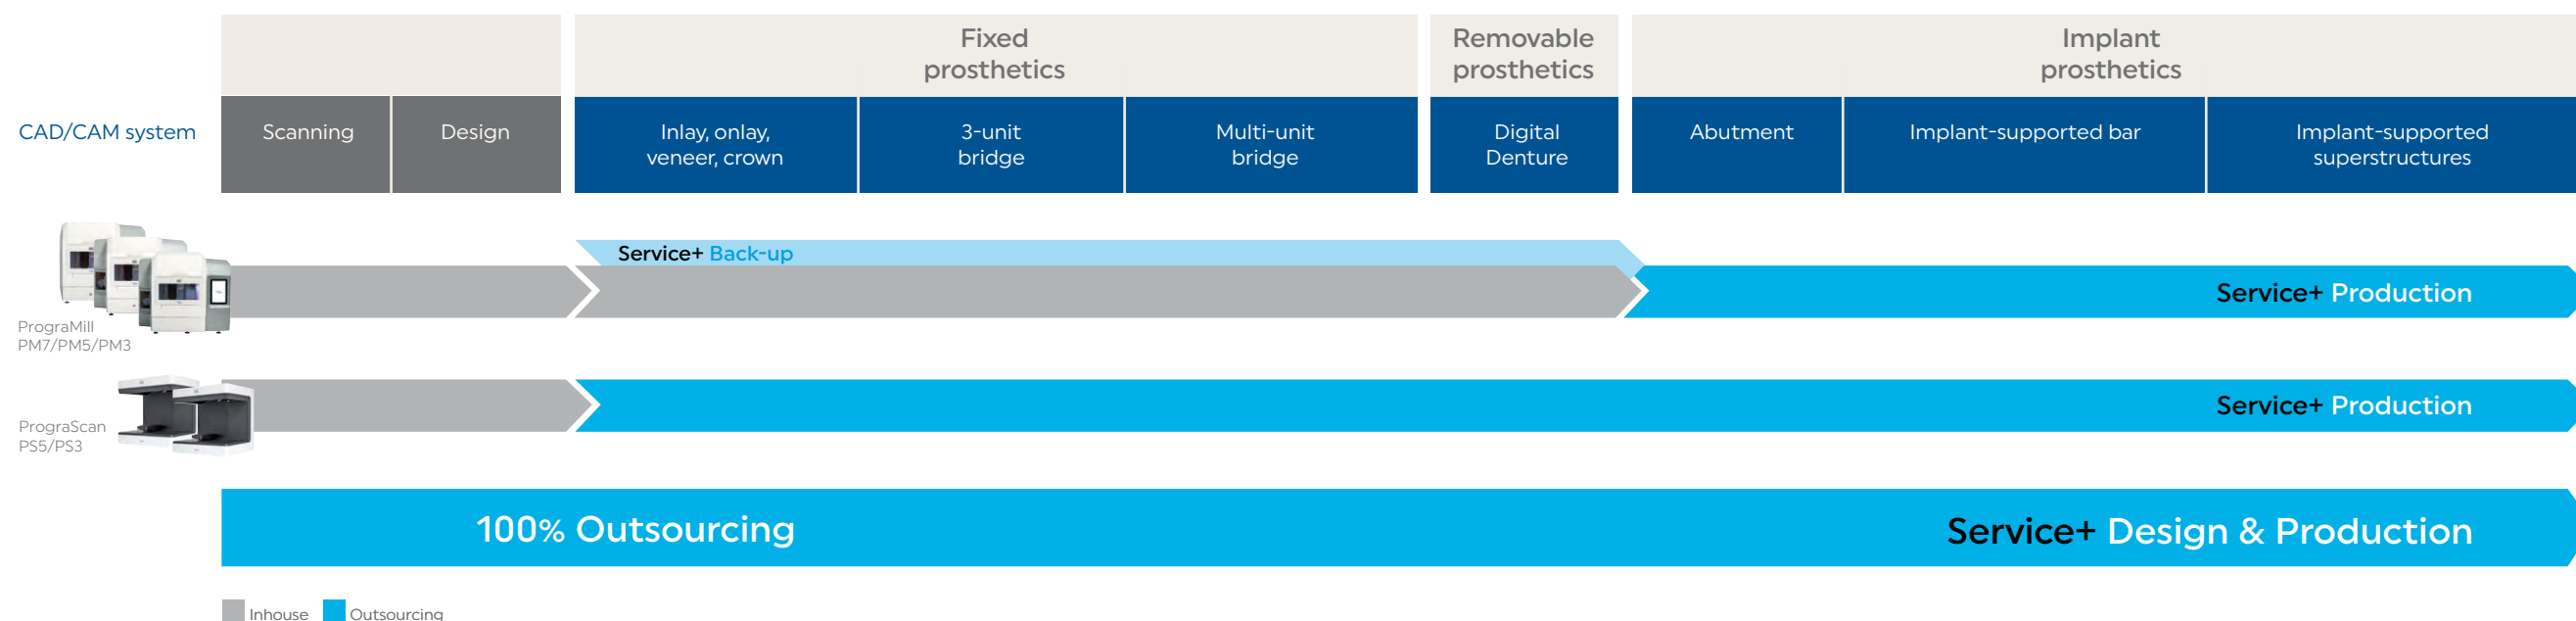 Fixed
prosthetics
Removable
prosthetics
Implant
prosthetics
CAD/CAM system
Scanning
Design
Inlay, onlay,
veneer, crown
3-unit
bridge
Multi-unit
bridge
Digital
Denture
Abutment
Implant-supported bar
Implant-supported
superstructures
Service+ Back-up
Service+ Production
PrograMill
PM7/PM5/PM3
Service+ Production
PrograScan
PS5/PS3
100% Outsourcing
Service+ Design & Production
Inhouse
Outsourcing